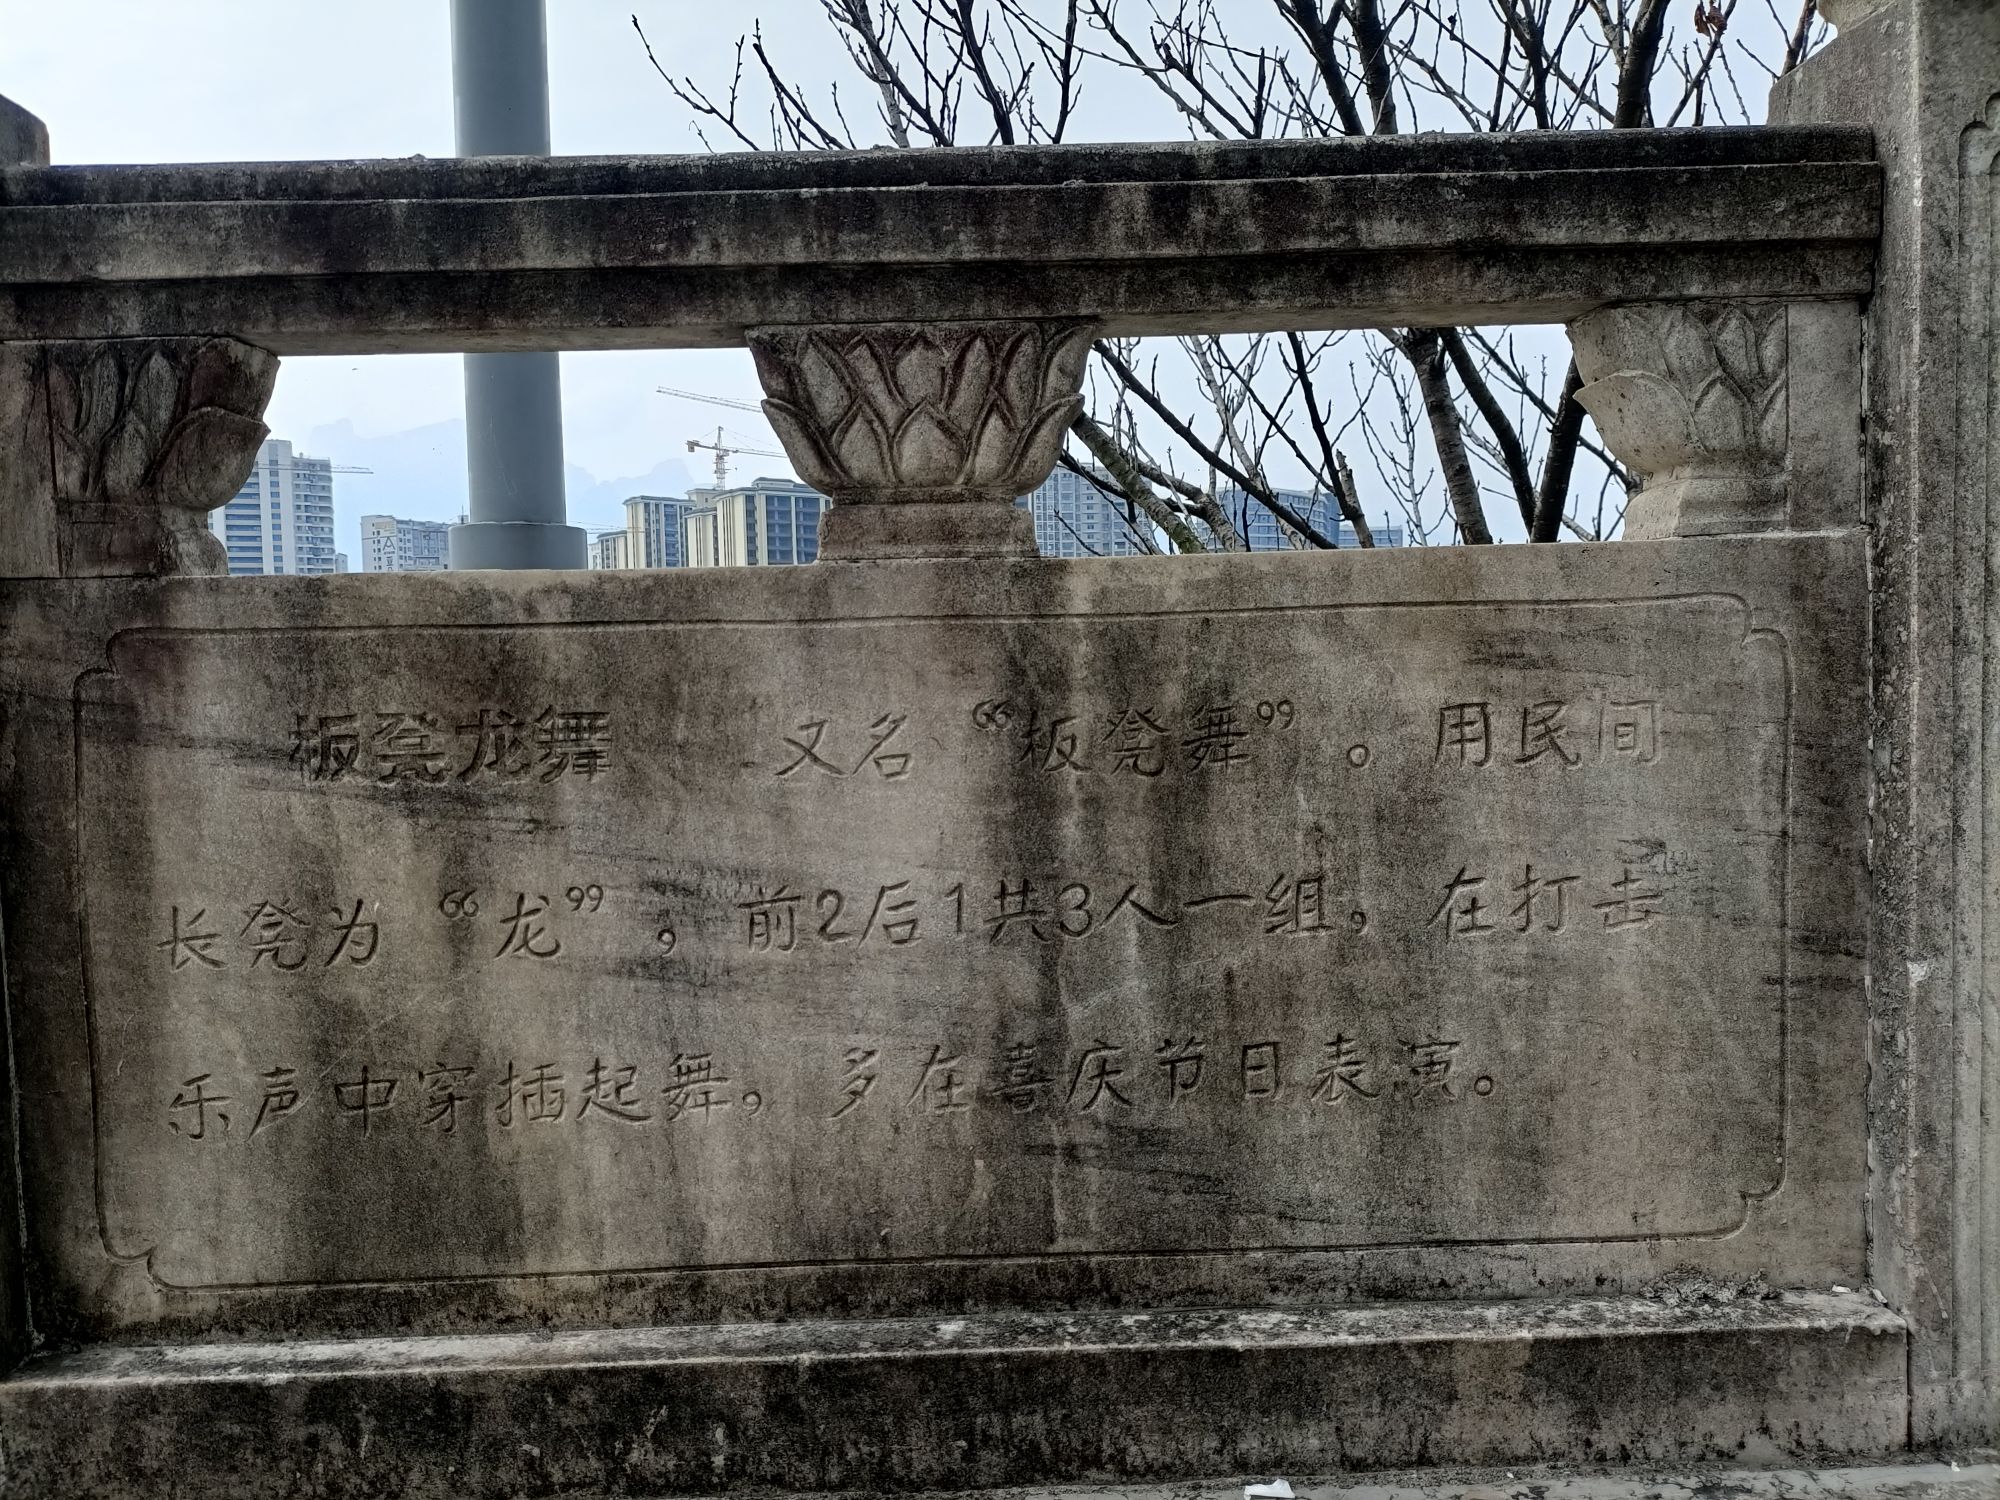 板凳龙舞 又名“板凳舞”。用民间
长凳为“龙”，前2后1共3人一组，在打击
乐声中穿插起舞，多在喜庆节日表演。